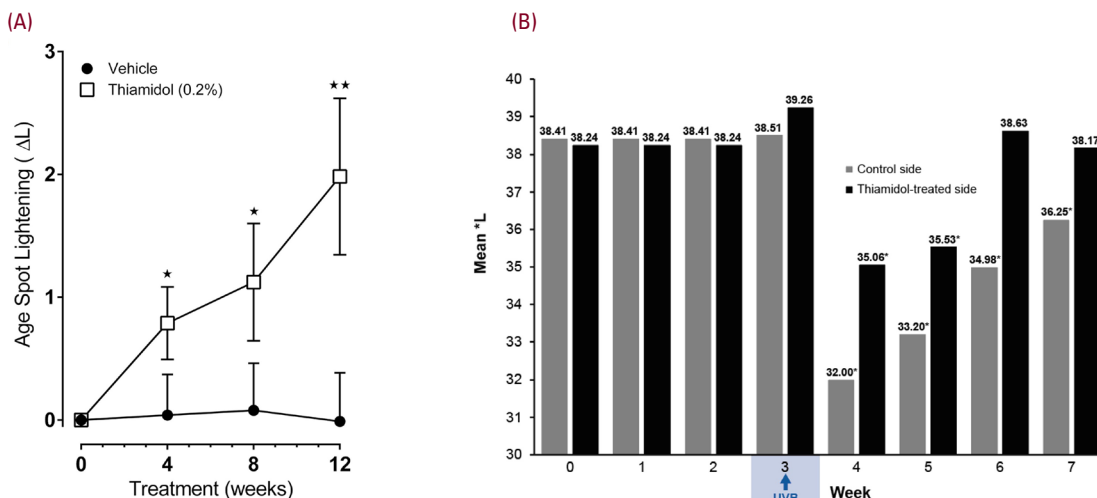 (A)
3
2
1
0
Age Spot Lightening ( ΔL)
Vehicle
Thiamidol (0.2%)
★
★
★★
0 4 8 12
Treatment (weeks)
(B)
40
39
38
37
36
35
34
33
32
31
30
Mean *L
38.41 38.24 38.41 38.24 38.41 38.24 38.51 39.26 32.00* 35.06* 33.20* 35.53* 34.98* 38.63 36.25* 38.17
Control side
Thiamidol-treated side
0 1 2 3 4 5 6 7
UVB
Week